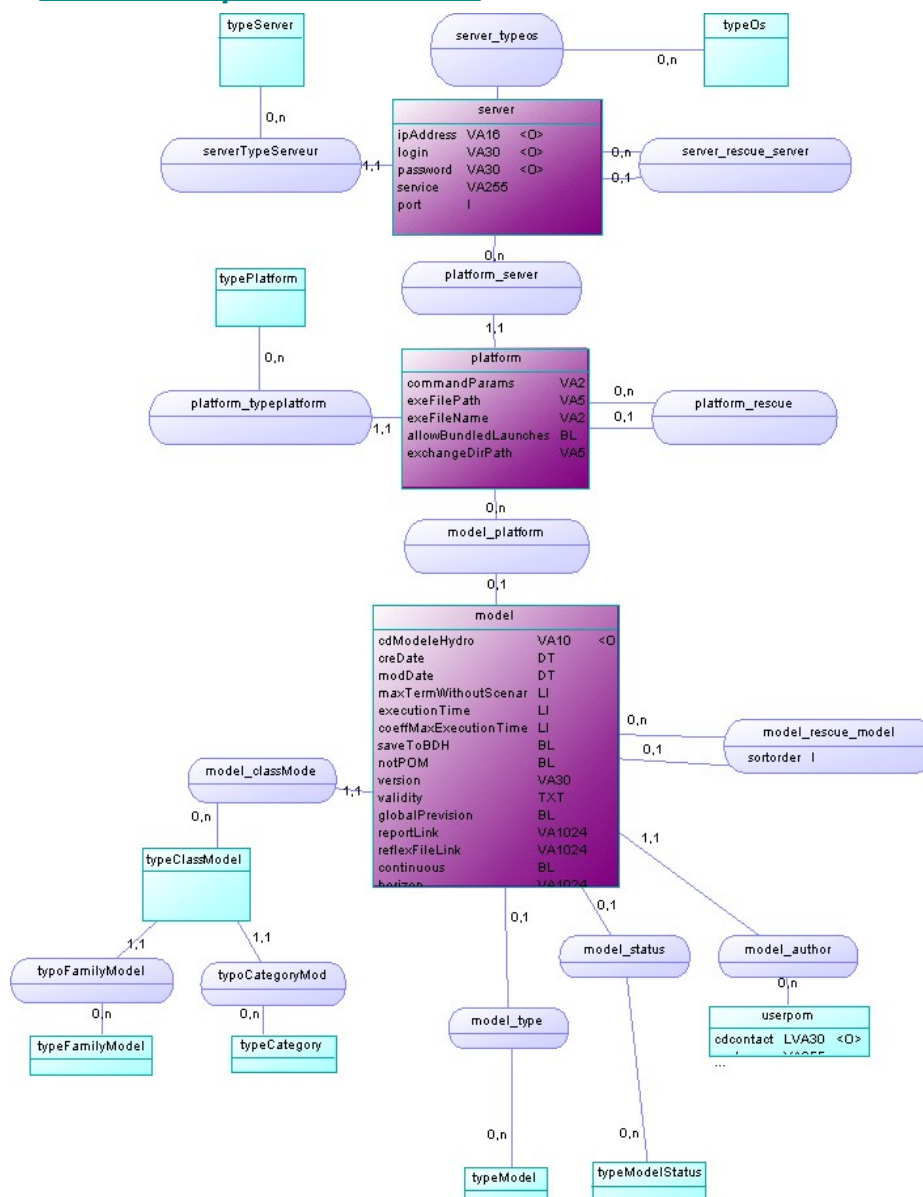 typeServer
server_typeos
typeOs
0,n
0,n
server
ipAddress VA16 <O>
login VA30 <O>
password VA30 <O>
service VA255
port I
serverTypeServeur
1,1
0,n
0,1
server_rescue_server
0,n
typePlatform
platform_server
0,n
1,1
platform
commandParams VA2
exeFilePath VA5
exeFileName VA2
allowBundledLaunches BL
exchangeDirPath VA5
platform_typeplatform
1,1
0,n
0,1
platform_rescue
0,n
model_platform
0,1
model
cdModeleHydro VA10 <O
creDate DT
modDate DT
maxTermWithoutScenar LI
executionTime LI
coeffMaxExecutionTime LI
saveToBDH BL
notPOM BL
version VA30
validity TXT
globalPrevision BL
reportLink VA1024
reflexFileLink VA1024
continuous BL
horizon VA1024
0,n
0,1
model_rescue_model
sortorder I
model_classMode
1,1
0,n
typeClassModel
1,1
1,1
typoFamilyModel
typoCategoryMod
0,n
0,n
typeFamilyModel
typeCategory
0,1
0,1
1,1
model_status
model_author
0,n
model_type
userpom
cdcontact LVA30 <O>
...
0,n
0,n
typeModel
typeModelStatus